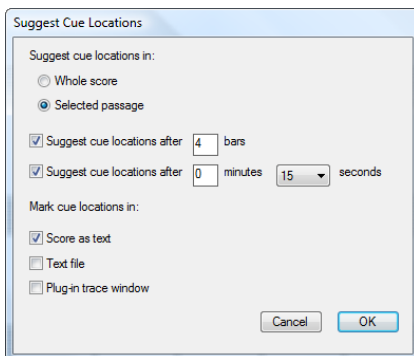 Suggest Cue Locations
Suggest cue locations in:
Whole score
Selected passage
Suggest cue locations after 4 bars
Suggest cue locations after 0 minutes 15 seconds
Mark cue locations in:
Score as text
Text file
Plug-in trace window
Cancel OK